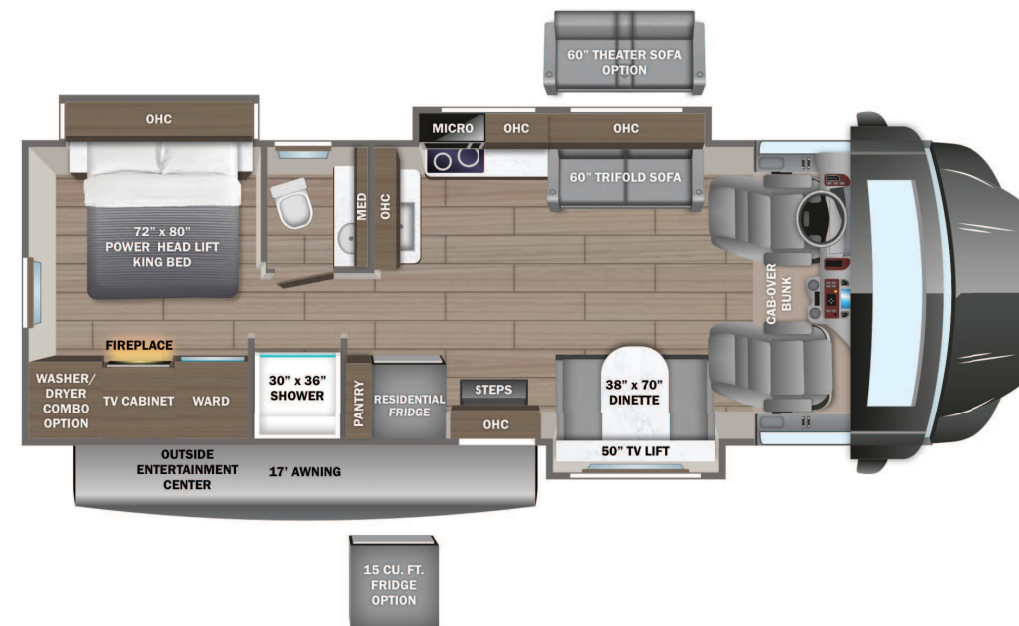 60” THEATER SOFA
OPTION
OHC
MICRO
OHC
OHC
60” TRIFOLD SOFA
MED
OHC
72” x 80”
POWER HEAD LIFT
KING BED
CAB-OVER
BUNK
FIREPLACE
WASHER/
DRYER
COMBO
OPTION
TV CABINET
WARD
30” x 36”
SHOWER
PANTRY
RESIDENTIAL
FRIDGE
STEPS
OHC
38” x 70”
DINETTE
50” TV LIFT
OUTSIDE
ENTERTAINMENT
CENTER
17’ AWNING
15 CU. FT.
FRIDGE
OPTION